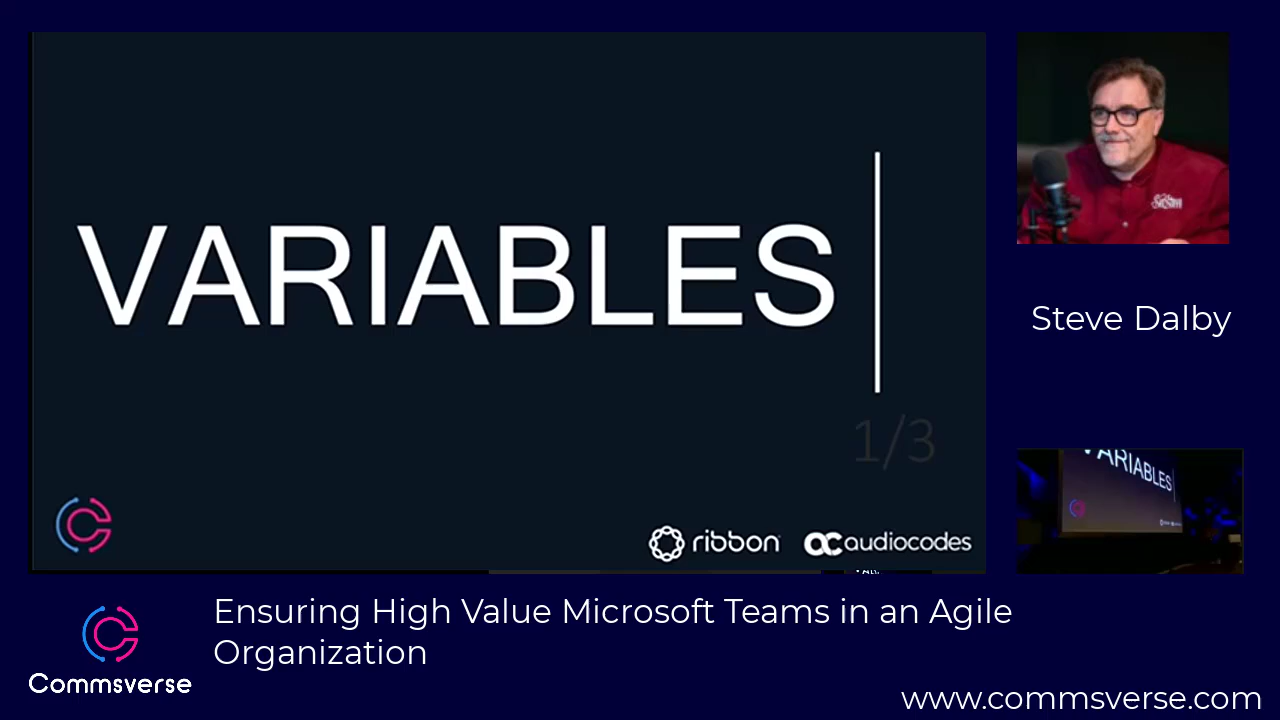 VARIABLES
1/3
ribbon
audiocodes
Steve Dalby
VARIABLES
Ensuring High Value Microsoft Teams in an Agile
Organization
Commsverse
www.commsverse.com